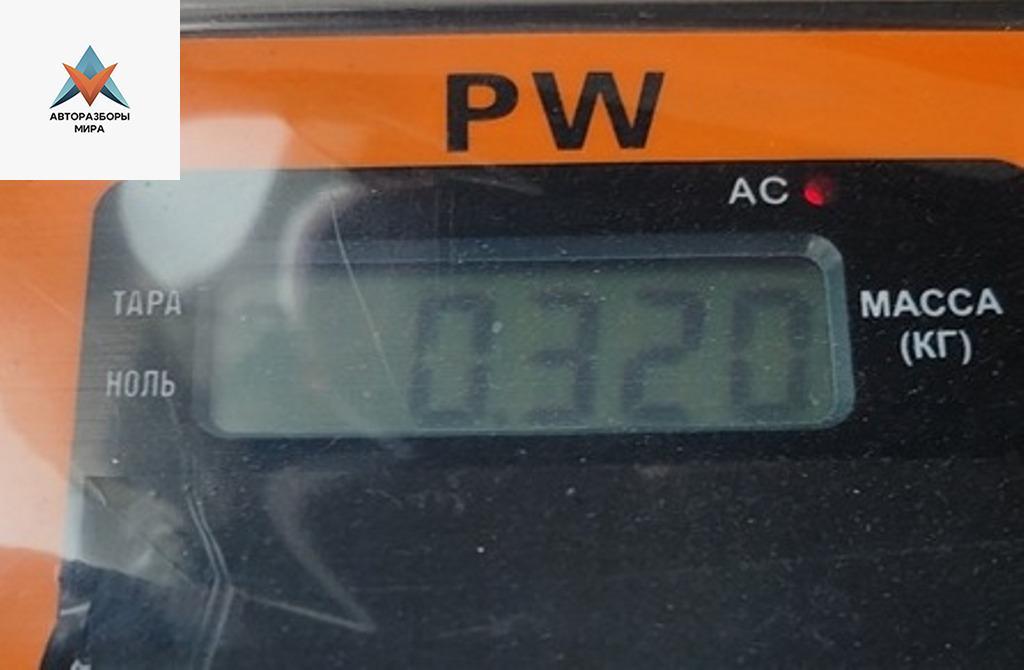 АВТОРАЗБОРЫ
МИРА
PW
AC
ТАРА
НОЛЬ
0.320
МАССА
(КГ)